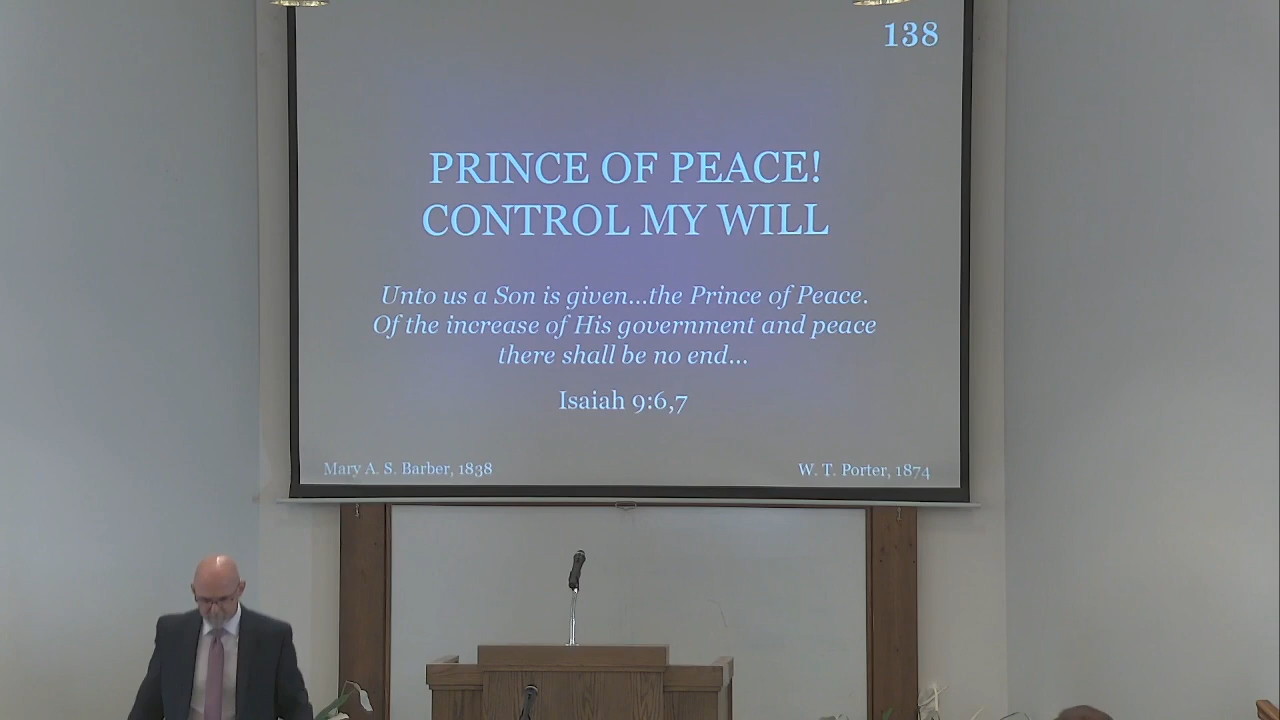 138
PRINCE OF PEACE!
CONTROL MY WILL
Unto us a Son is given...the Prince of Peace.
Of the increase of His government and peace
there shall be no end...
Isaiah 9:6,7
Mary A. S. Barber, 1838
W. T. Porter, 1874